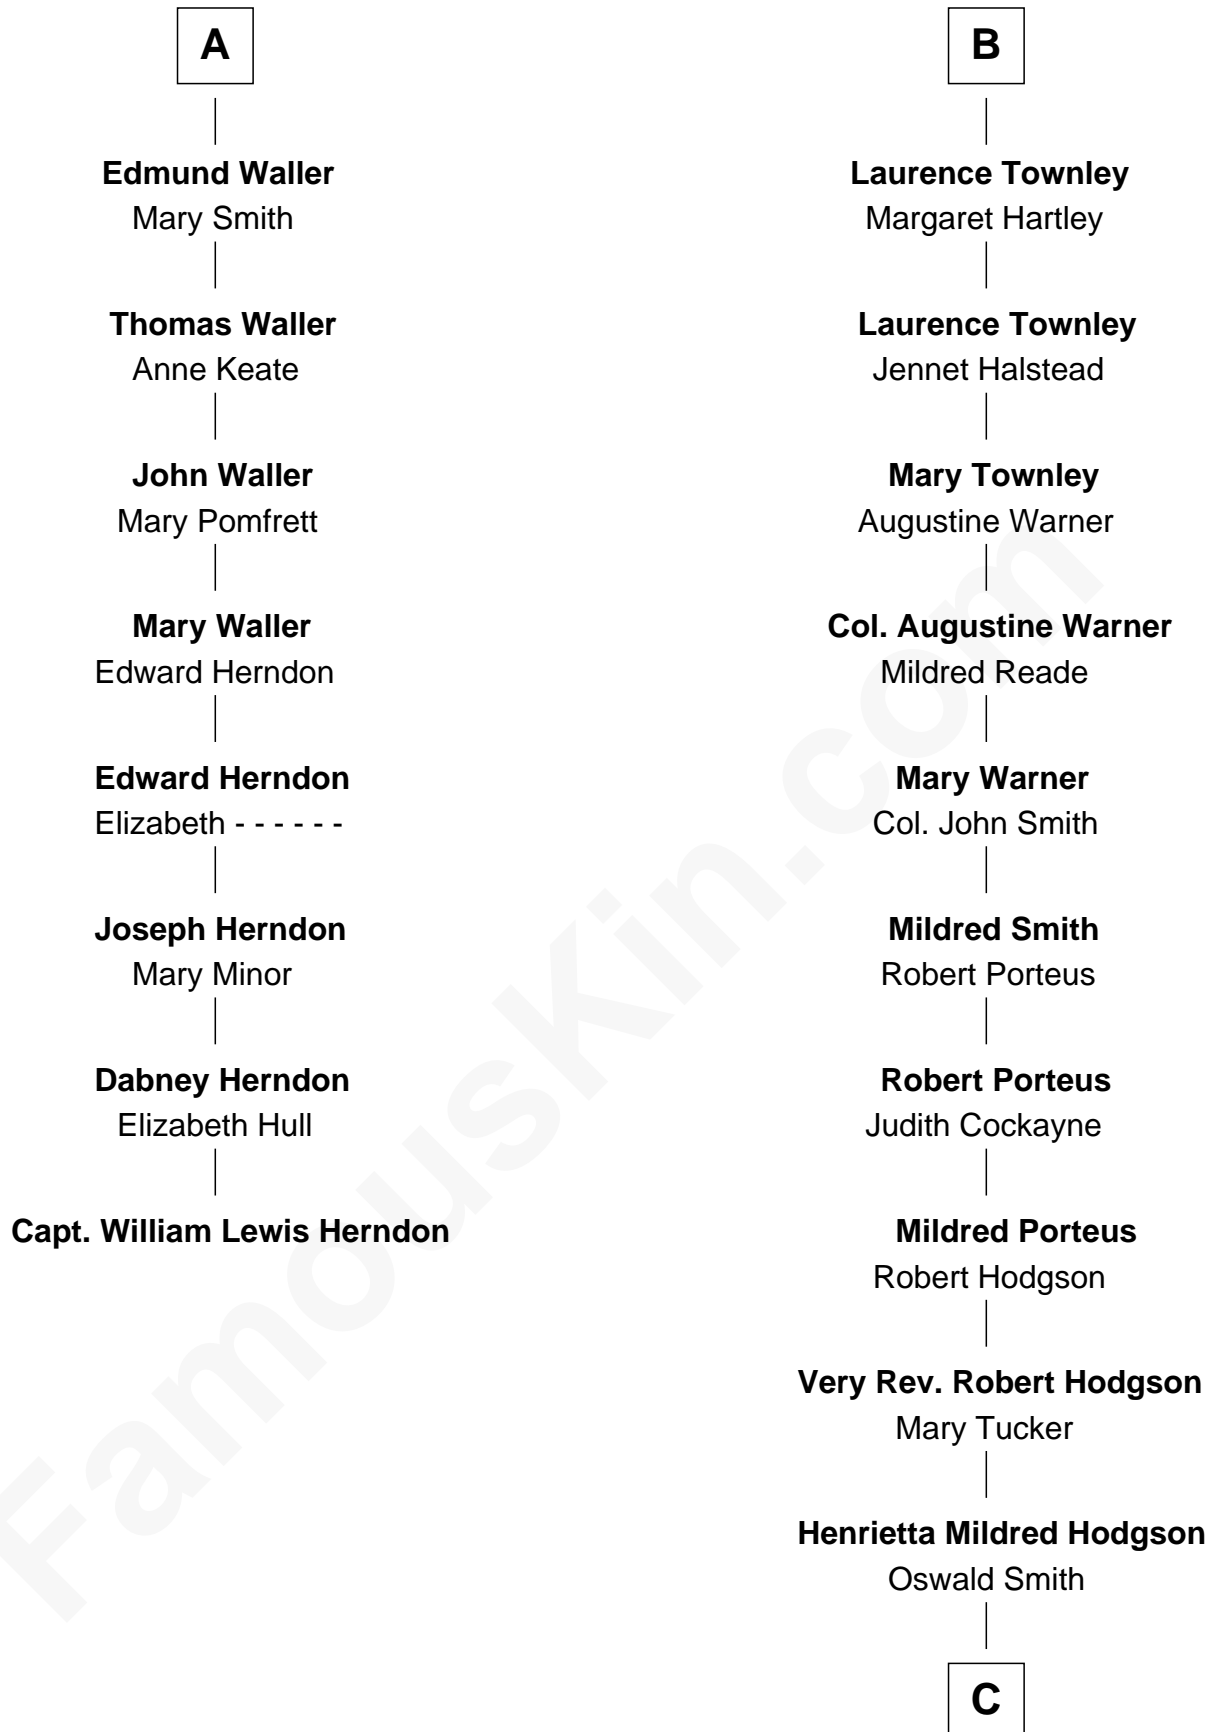 A
Edmund Waller
Mary Smith
Thomas Waller
Anne Keate
John Waller
Mary Pomfrett
Mary Waller
Edward Herndon
Edward Herndon
Elizabeth - - - - - -
Joseph Herndon
Mary Minor
Dabney Herndon
Elizabeth Hull
Capt. William Lewis Herndon
B
Laurence Townley
Margaret Hartley
Laurence Townley
Jennet Halstead
Mary Townley
Augustine Warner
Col. Augustine Warner
Mildred Reade
Mary Warner
Col. John Smith
Mildred Smith
Robert Porteus
Robert Porteus
Judith Cockayne
Mildred Porteus
Robert Hodgson
Very Rev. Robert Hodgson
Mary Tucker
Henrietta Mildred Hodgson
Oswald Smith
C
FamousKin.com